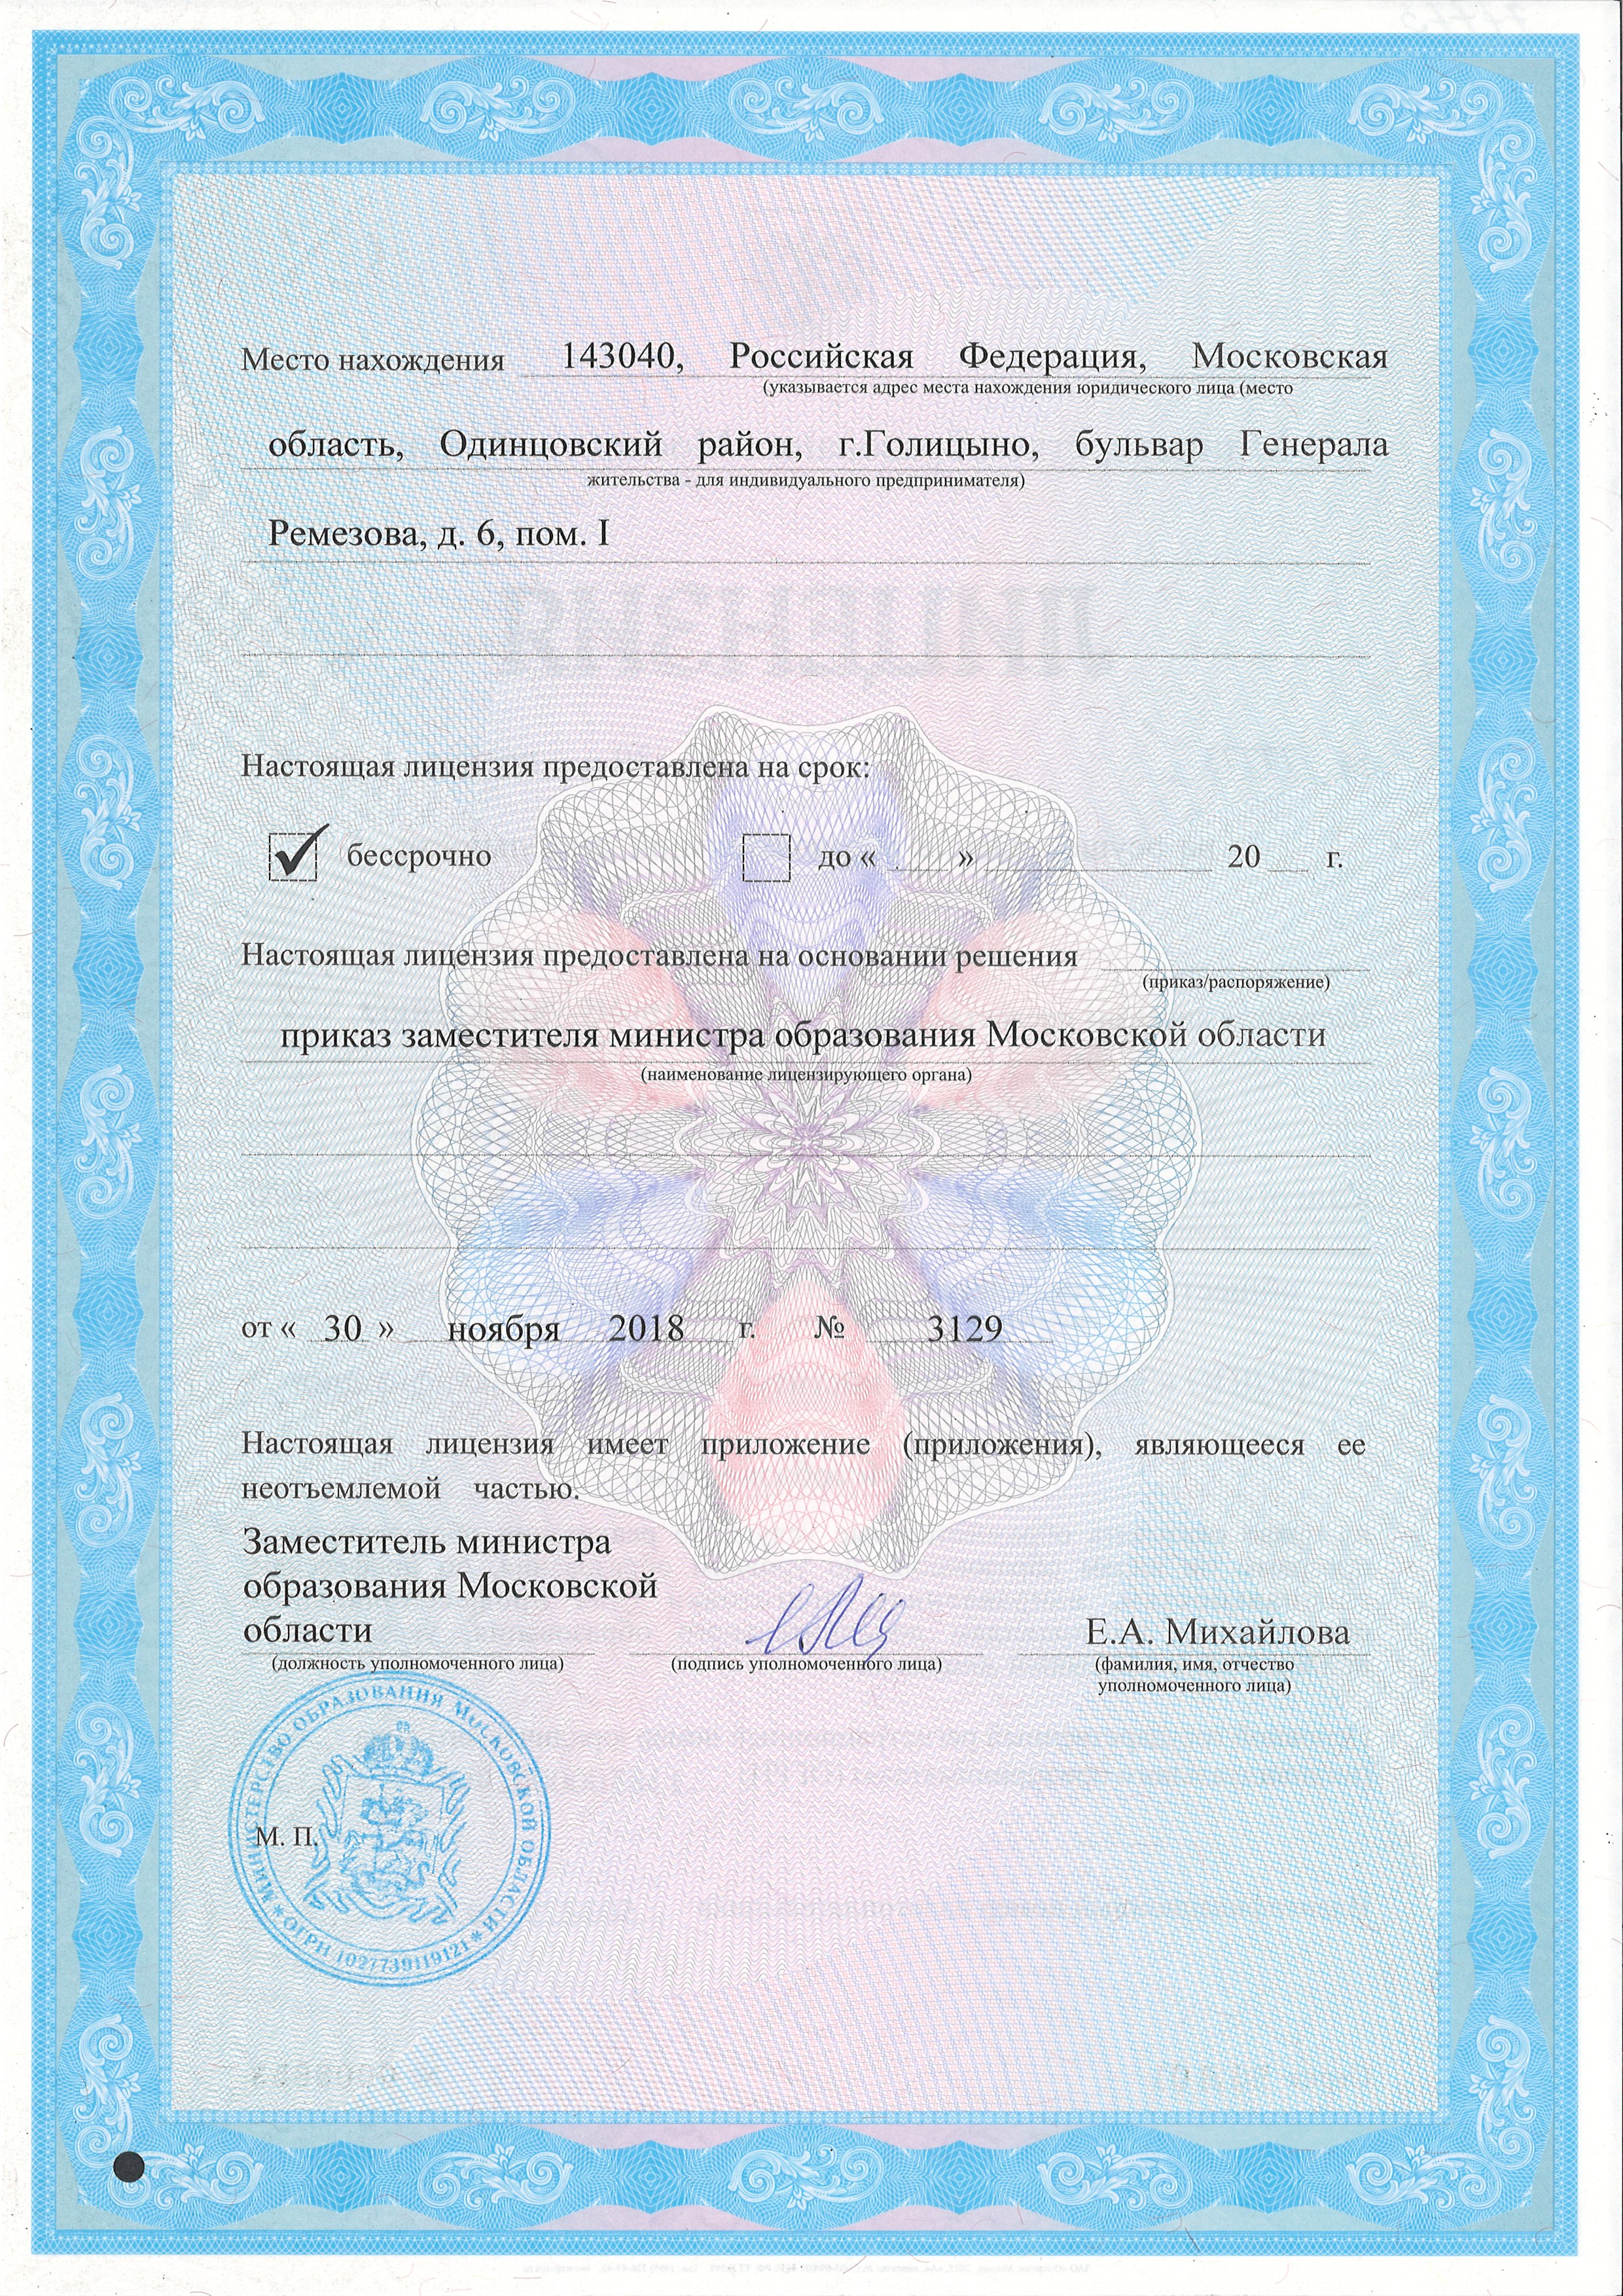 Место нахождения 143040, Российская Федерация, Московская
(указывается адрес места нахождения юридического лица (место
область, Одинцовский район, г.Голицыно, бульвар Генерала
жительства - для индивидуального предпринимателя)
Ремезова, д. 6, пом. I
ЛИЦЕНЗИЯ
Настоящая лицензия предоставлена на срок:
бессрочно до « » 20 г.
Настоящая лицензия предоставлена на основании решения
(приказ/распоряжение)
приказ заместителя министра образования Московской области
(наименование лицензирующего органа)
от « 30 » ноября 2018 г. № 3129
Настоящая лицензия имеет приложение (приложения), являющееся ее
неотъемлемой частью.
Заместитель министра
образования Московской
области
Е.А. Михайлова
(должность уполномоченного лица) (подпись уполномоченного лица) (фамилия, имя, отчество
уполномоченного лица)
МИНИСТЕРСТВО ОБРАЗОВАНИЯ МОСКОВСКОЙ ОБЛАСТИ
М. П.
* ОГРН 1027739119121 *